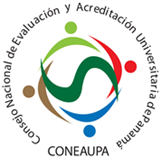 Consejo Nacional de Evaluación y Acreditación Universitaria de Panamá
CONEAUPA